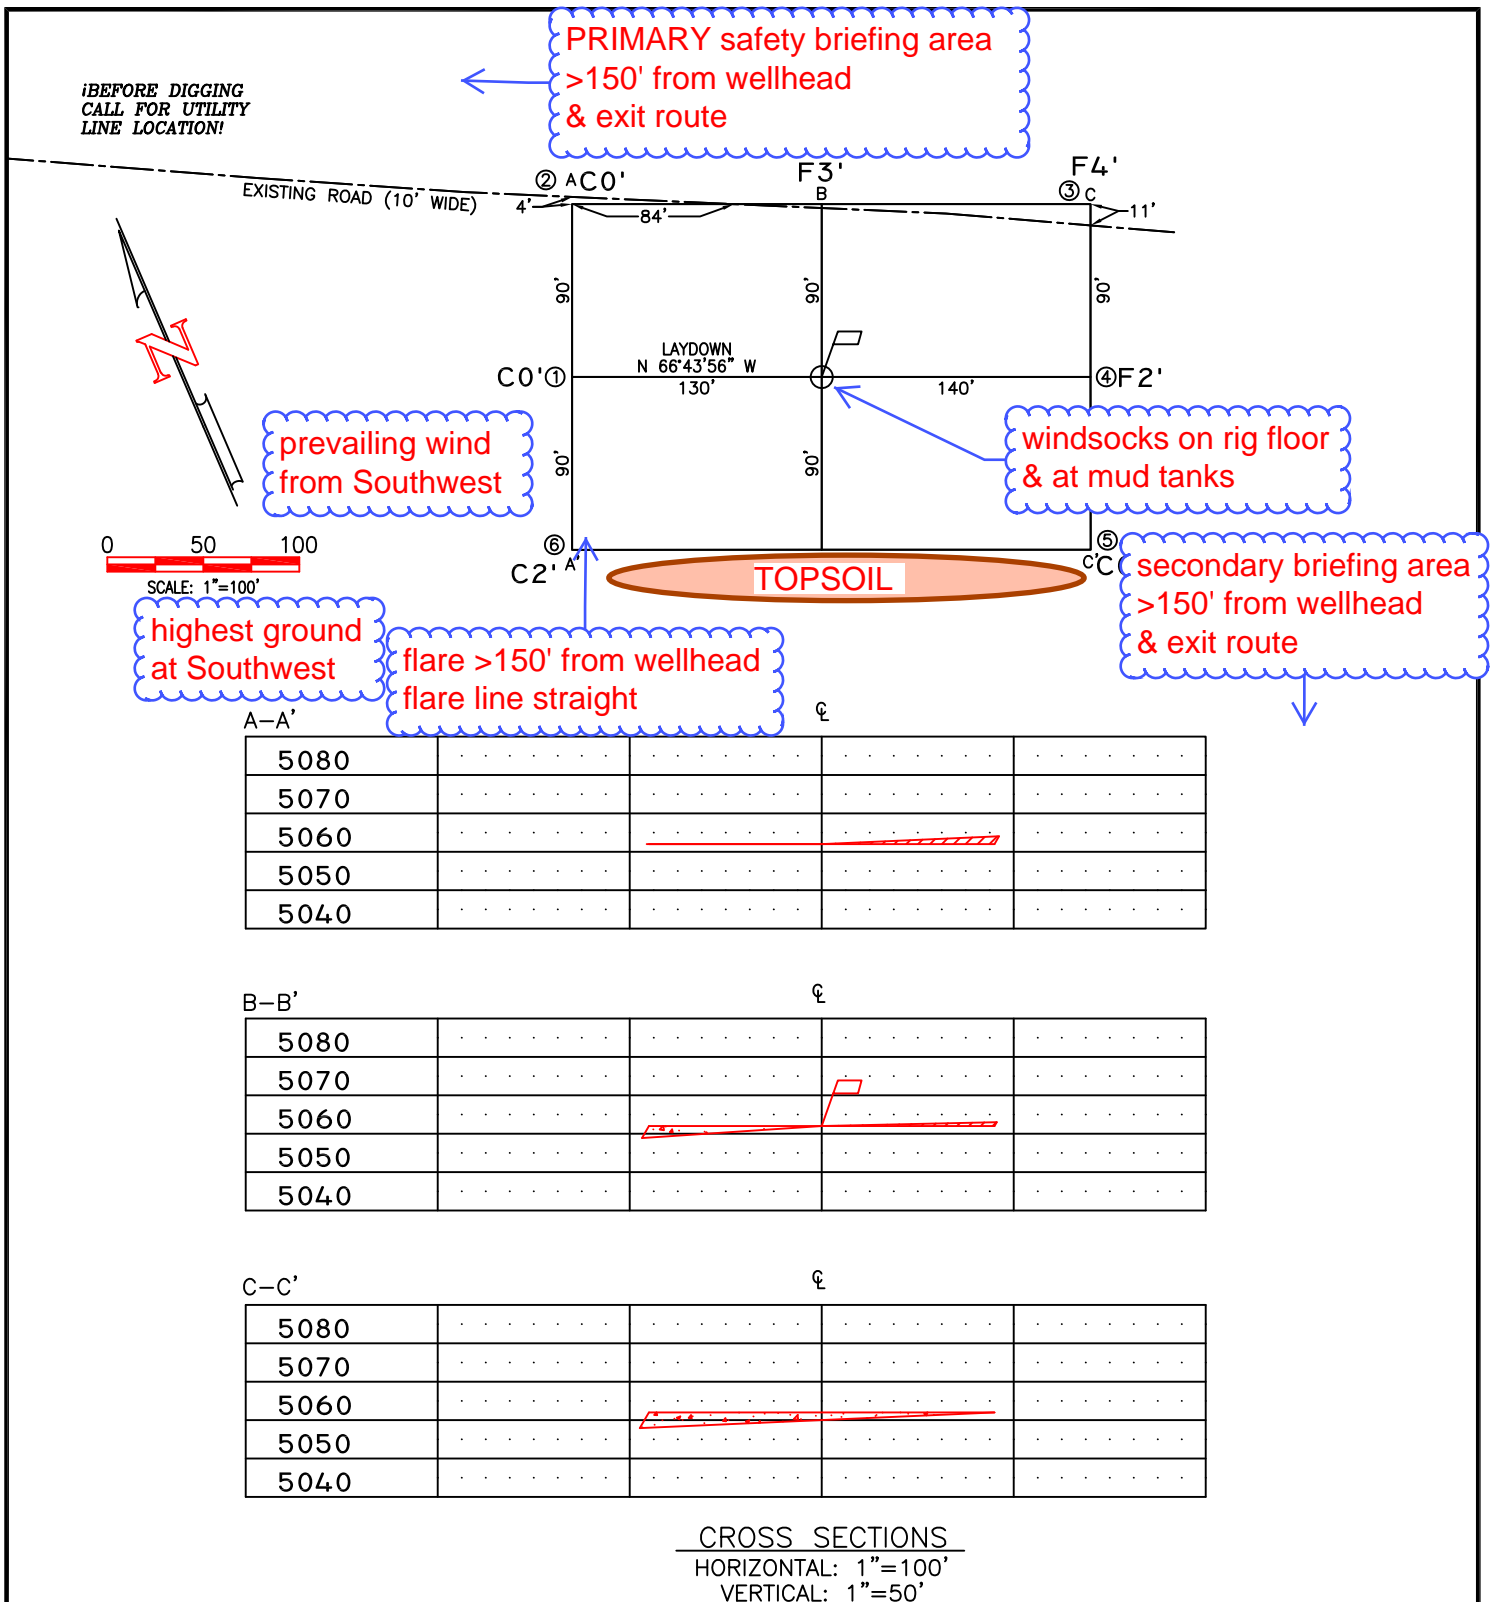 PRIMARY safety briefing area
>150' from wellhead
& exit route
¡BEFORE DIGGING
CALL FOR UTILITY
LINE LOCATION!
EXISTING ROAD (10' WIDE)
② A C0'
F3'
B
F4'
③ C
4'
84'
11'
90'
90'
90'
N
LAYDOWN
N 66°43'56" W
C0' ①
130'
140'
④ F2'
prevailing wind
from Southwest
windsocks on rig floor
& at mud tanks
90'
90'
0 50 100
SCALE: 1"=100'
⑥
C2' A'
TOPSOIL
⑤
C'
secondary briefing area
>150' from wellhead
& exit route
highest ground
at Southwest
flare >150' from wellhead
flare line straight
A-A' ℄
5080
5070
5060
5050
5040
B-B' ℄
5080
5070
5060
5050
5040
C-C' ℄
5080
5070
5060
5050
5040
CROSS SECTIONS
HORIZONTAL: 1"=100'
VERTICAL: 1"=50'